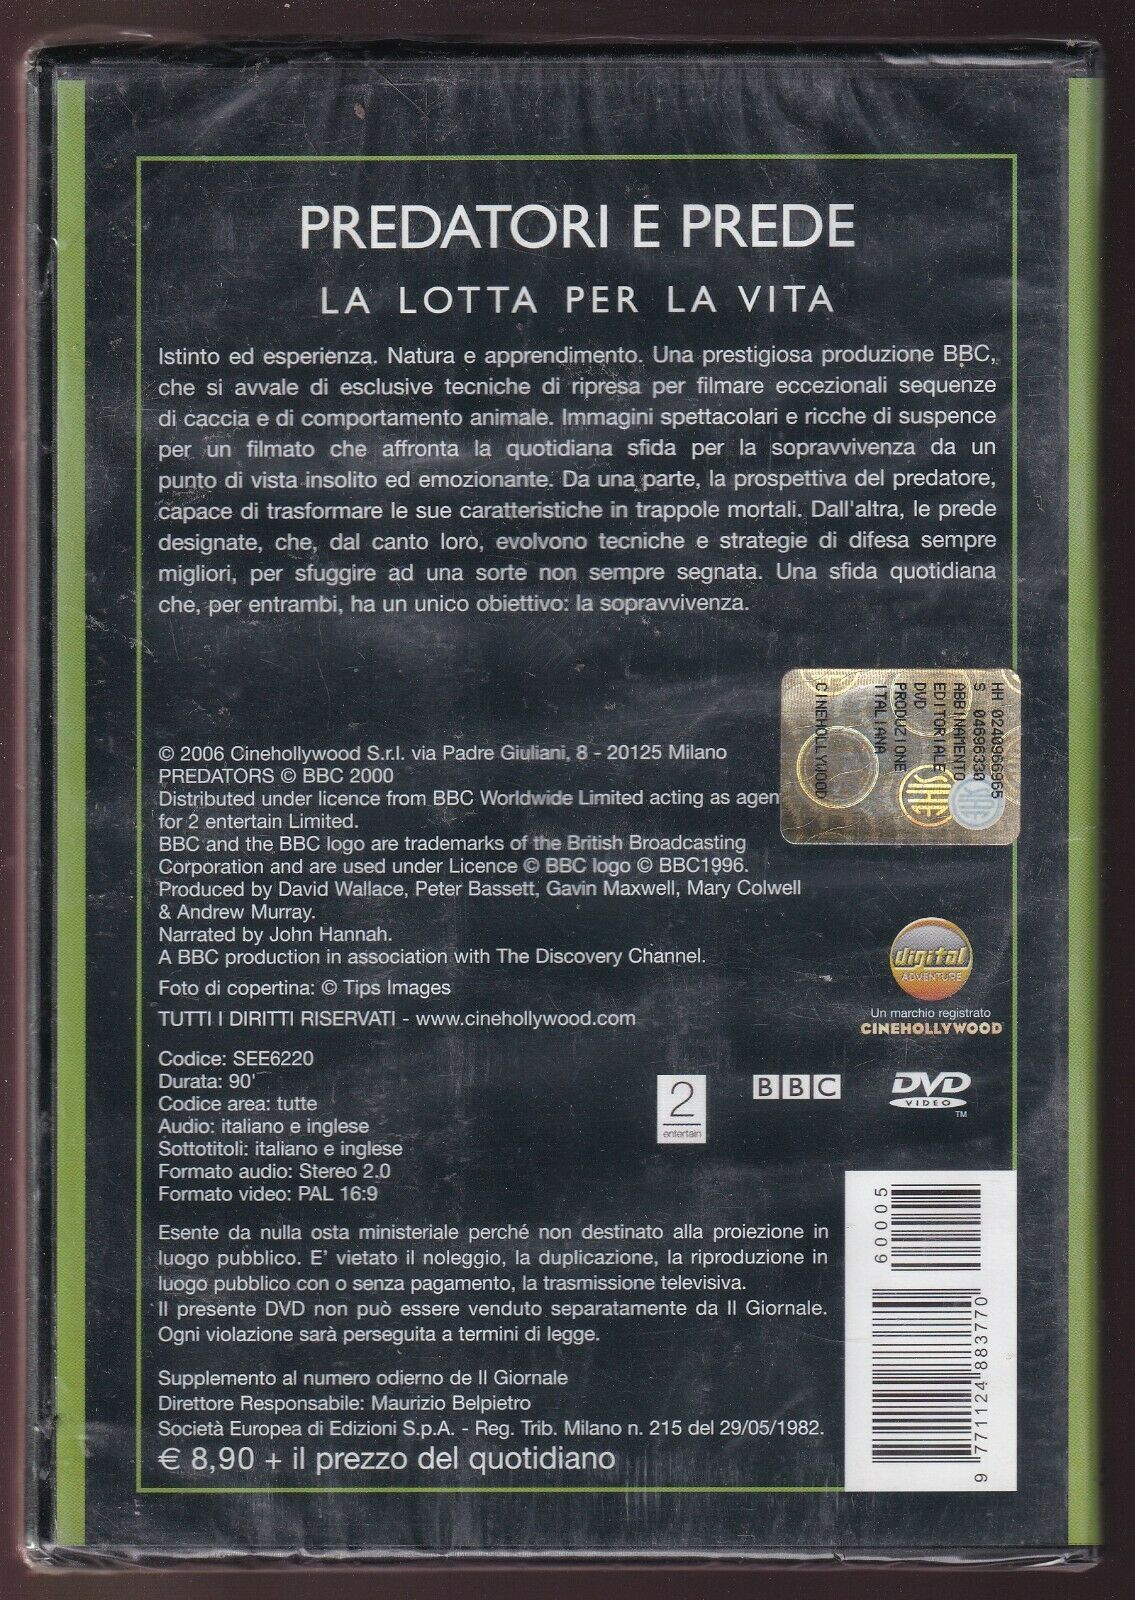 PREDATORI E PREDE
LA LOTTA PER LA VITA
Istinto ed esperienza. Natura e apprendimento. Una prestigiosa produzione BBC,
che si avvale di esclusive tecniche di ripresa per filmare eccezionali sequenze
di caccia e di comportamento animale. Immagini spettacolari e ricche di suspence
per un filmato che affronta la quotidiana sfida per la sopravvivenza da un
punto di vista insolito ed emozionante. Da una parte, la prospettiva del predatore,
capace di trasformare le sue caratteristiche in trappole mortali. Dall'altra, le prede
designate, che, dal canto loro, evolvono tecniche e strategie di difesa sempre
migliori, per sfuggire ad una sorte non sempre segnata. Una sfida quotidiana
che, per entrambi, ha un unico obiettivo: la sopravvivenza.
HH 0240966965
S 04696330
ABBINAMENTO
EDITORIALE
DVD
PRODUZIONE
ITALIANA
CINEHOLLYWOOD
SIAE
© 2006 Cinehollywood S.r.l. via Padre Giuliani, 8 - 20125 Milano
PREDATORS © BBC 2000
Distributed under licence from BBC Worldwide Limited acting as agen
for 2 entertain Limited.
BBC and the BBC logo are trademarks of the British Broadcasting
Corporation and are used under Licence © BBC logo © BBC1996.
Produced by David Wallace, Peter Bassett, Gavin Maxwell, Mary Colwell
& Andrew Murray.
Narrated by John Hannah.
A BBC production in association with The Discovery Channel.
Foto di copertina: © Tips Images
TUTTI I DIRITTI RISERVATI - www.cinehollywood.com
digital
ADVENTURE
Un marchio registrato
CINEHOLLYWOOD
Codice: SEE6220
Durata: 90'
Codice area: tutte
Audio: italiano e inglese
Sottotitoli: italiano e inglese
Formato audio: Stereo 2.0
Formato video: PAL 16:9
2
entertain
BBC
DVD
VIDEO
TM
Esente da nulla osta ministeriale perché non destinato alla proiezione in
luogo pubblico. E' vietato il noleggio, la duplicazione, la riproduzione in
luogo pubblico con o senza pagamento, la trasmissione televisiva.
Il presente DVD non può essere venduto separatamente da Il Giornale.
Ogni violazione sarà perseguita a termini di legge.
Supplemento al numero odierno de Il Giornale
Direttore Responsabile: Maurizio Belpietro
Società Europea di Edizioni S.p.A. - Reg. Trib. Milano n. 215 del 29/05/1982.
€ 8,90 + il prezzo del quotidiano
60005
9 771124 883770